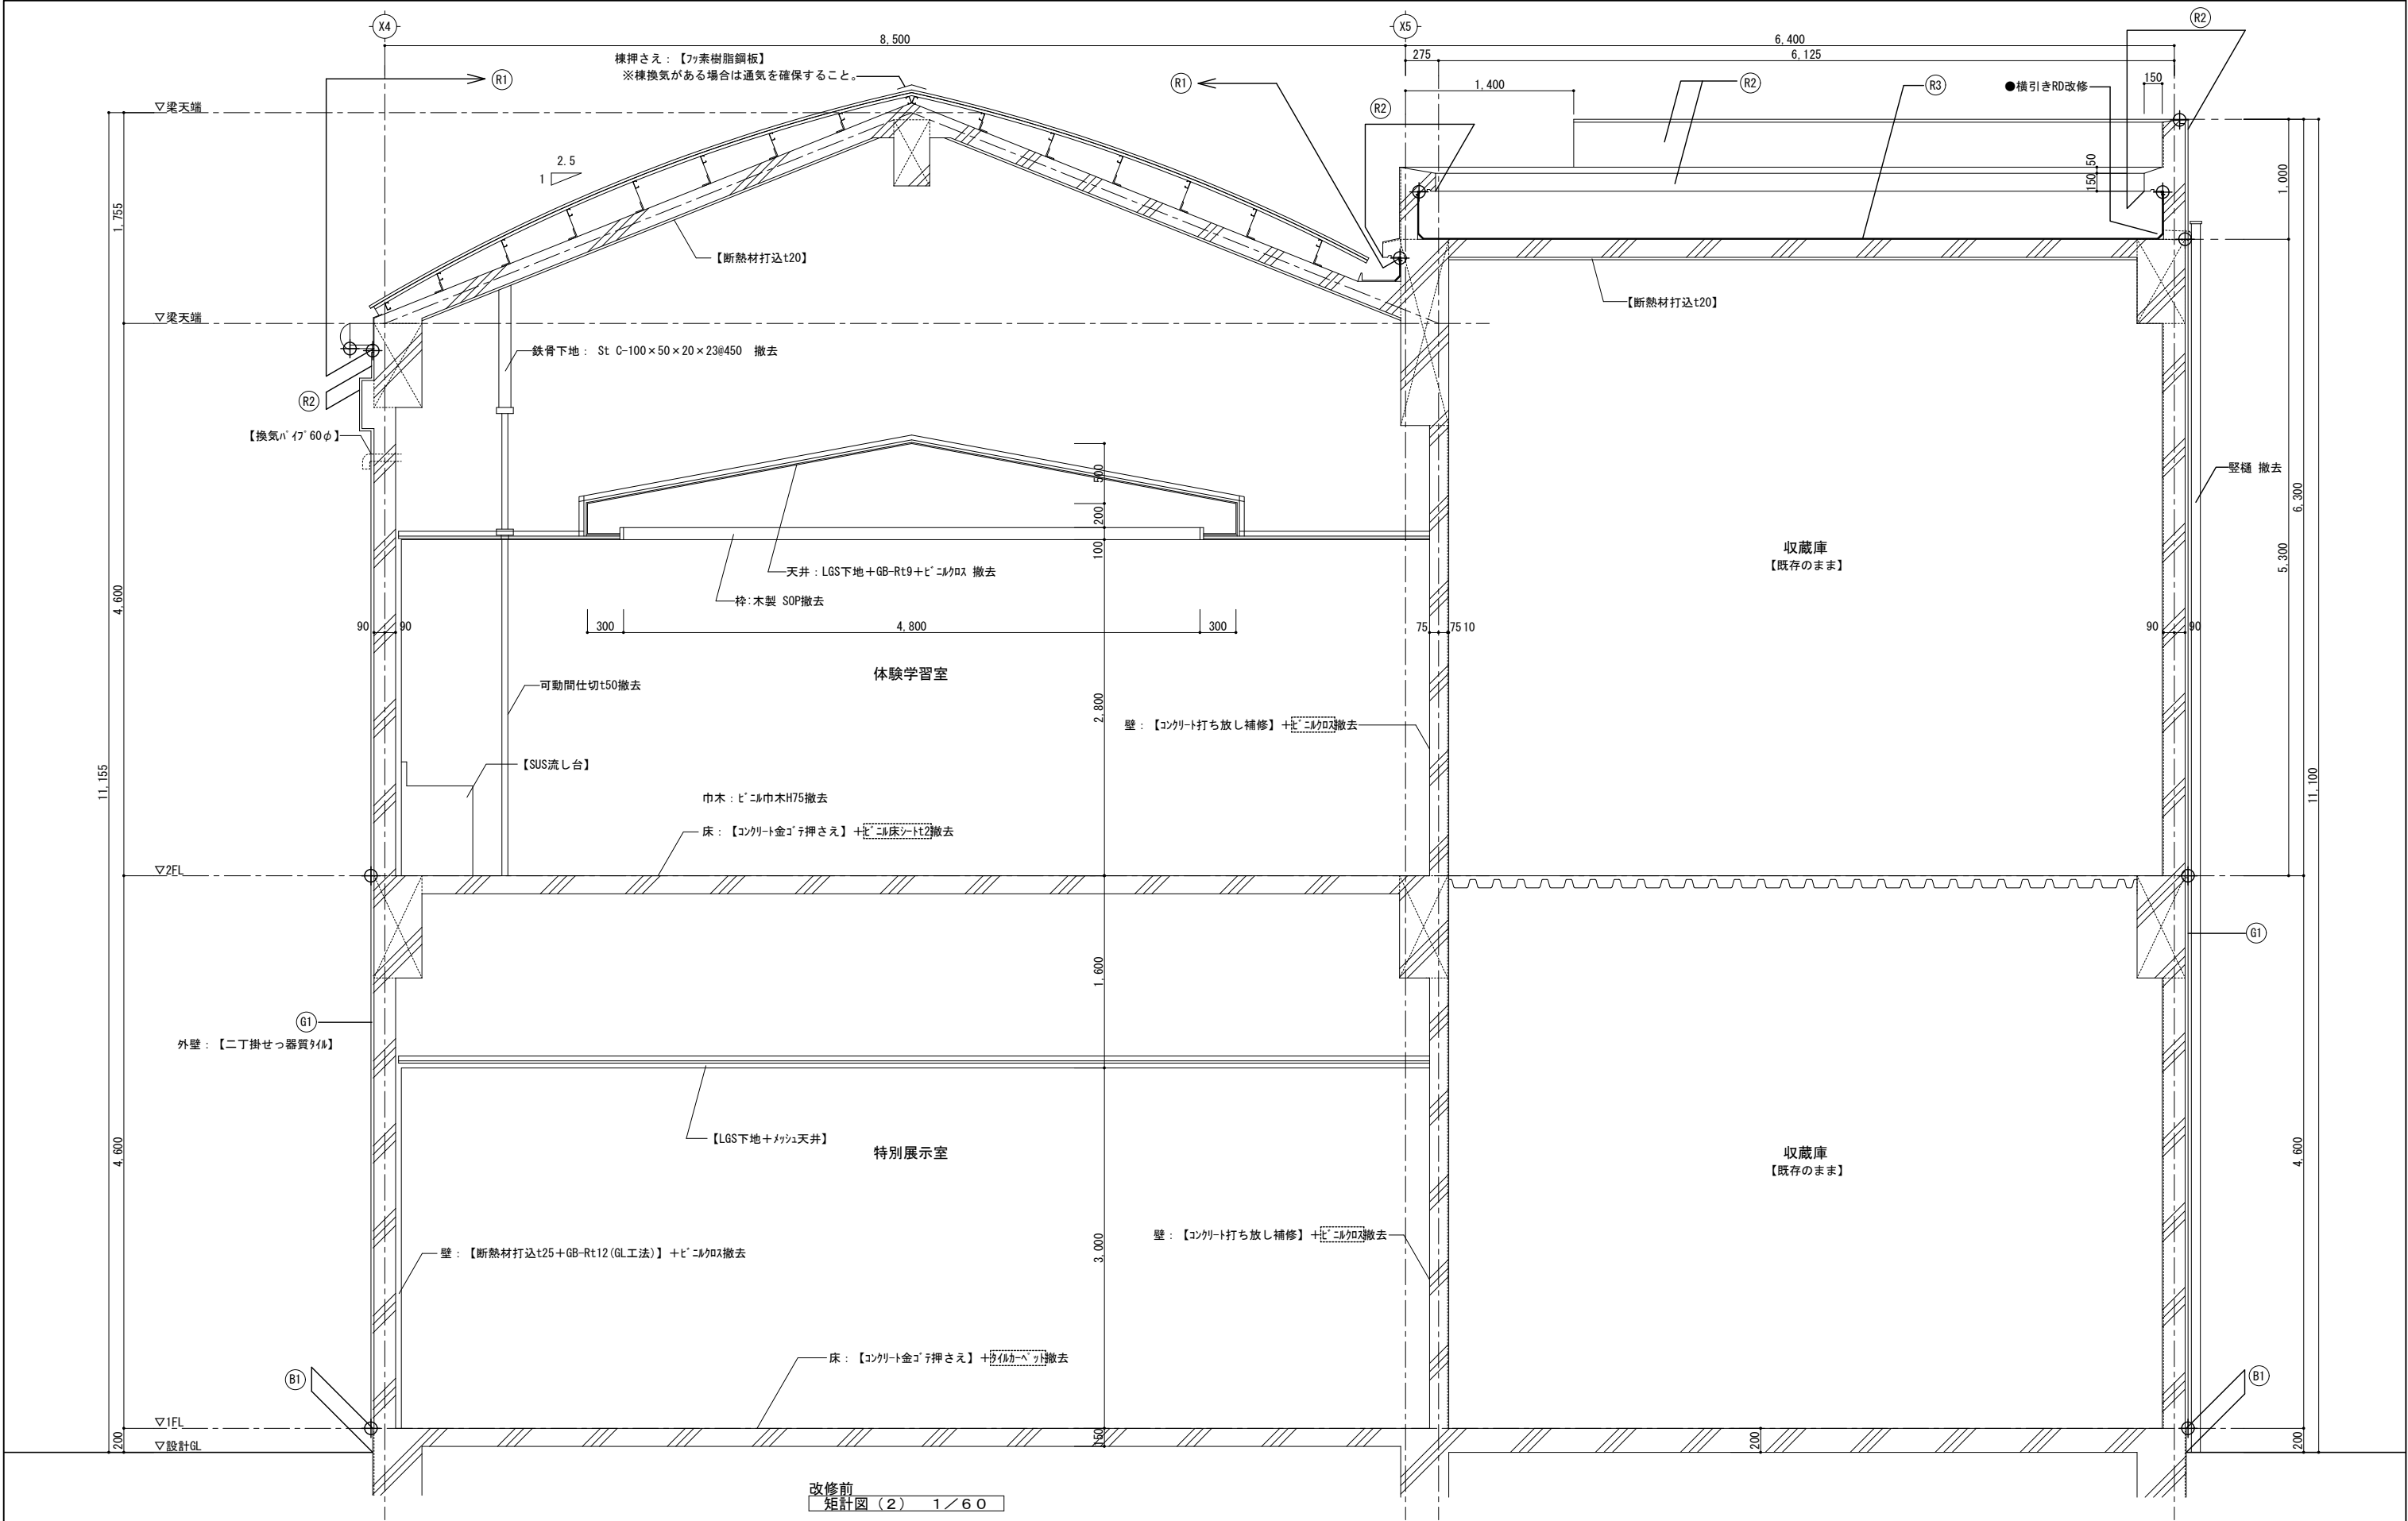 X4
X5
R2
8,500
6,400
275
6,125
棟押さえ：【フッ素樹脂鋼板】
※棟換気がある場合は通気を確保すること。
R1
R1
1,400
R2
R3
●横引きRD改修
150
R2
▽梁天端
2.5
1
50
150
1,000
1,755
【断熱材打込t20】
【断熱材打込t20】
▽梁天端
鉄骨下地： St C-100×50×20×23@450 撤去
R2
【換気パイプ60φ】
竪樋 撤去
500
200
100
6,300
5,300
収蔵庫
【既存のまま】
天井：LGS下地＋GB-Rt9＋ビニルクロス 撤去
枠:木製 SOP撤去
4,600
90
90
300
4,800
300
75
75
10
90
90
体験学習室
可動間仕切t50撤去
2,800
壁：【コンクリート打ち放し補修】＋ビニルクロス撤去
【SUS流し台】
11,155
11,100
巾木：ビニル巾木H75撤去
床：【コンクリート金ゴテ押さえ】＋ビニル床シートt2撤去
▽2FL
G1
1,600
G1
外壁：【二丁掛せっ器質タイル】
【LGS下地＋メッシュ天井】
特別展示室
収蔵庫
【既存のまま】
4,600
4,600
壁：【断熱材打込t25＋GB-Rt12(GL工法)】＋ビニルクロス撤去
3,000
壁：【コンクリート打ち放し補修】＋ビニルクロス撤去
床：【コンクリート金ゴテ押さえ】＋タイルカーペット撤去
B1
B1
▽1FL
200
▽設計GL
150
200
200
改修前
矩計図（２） １／６０